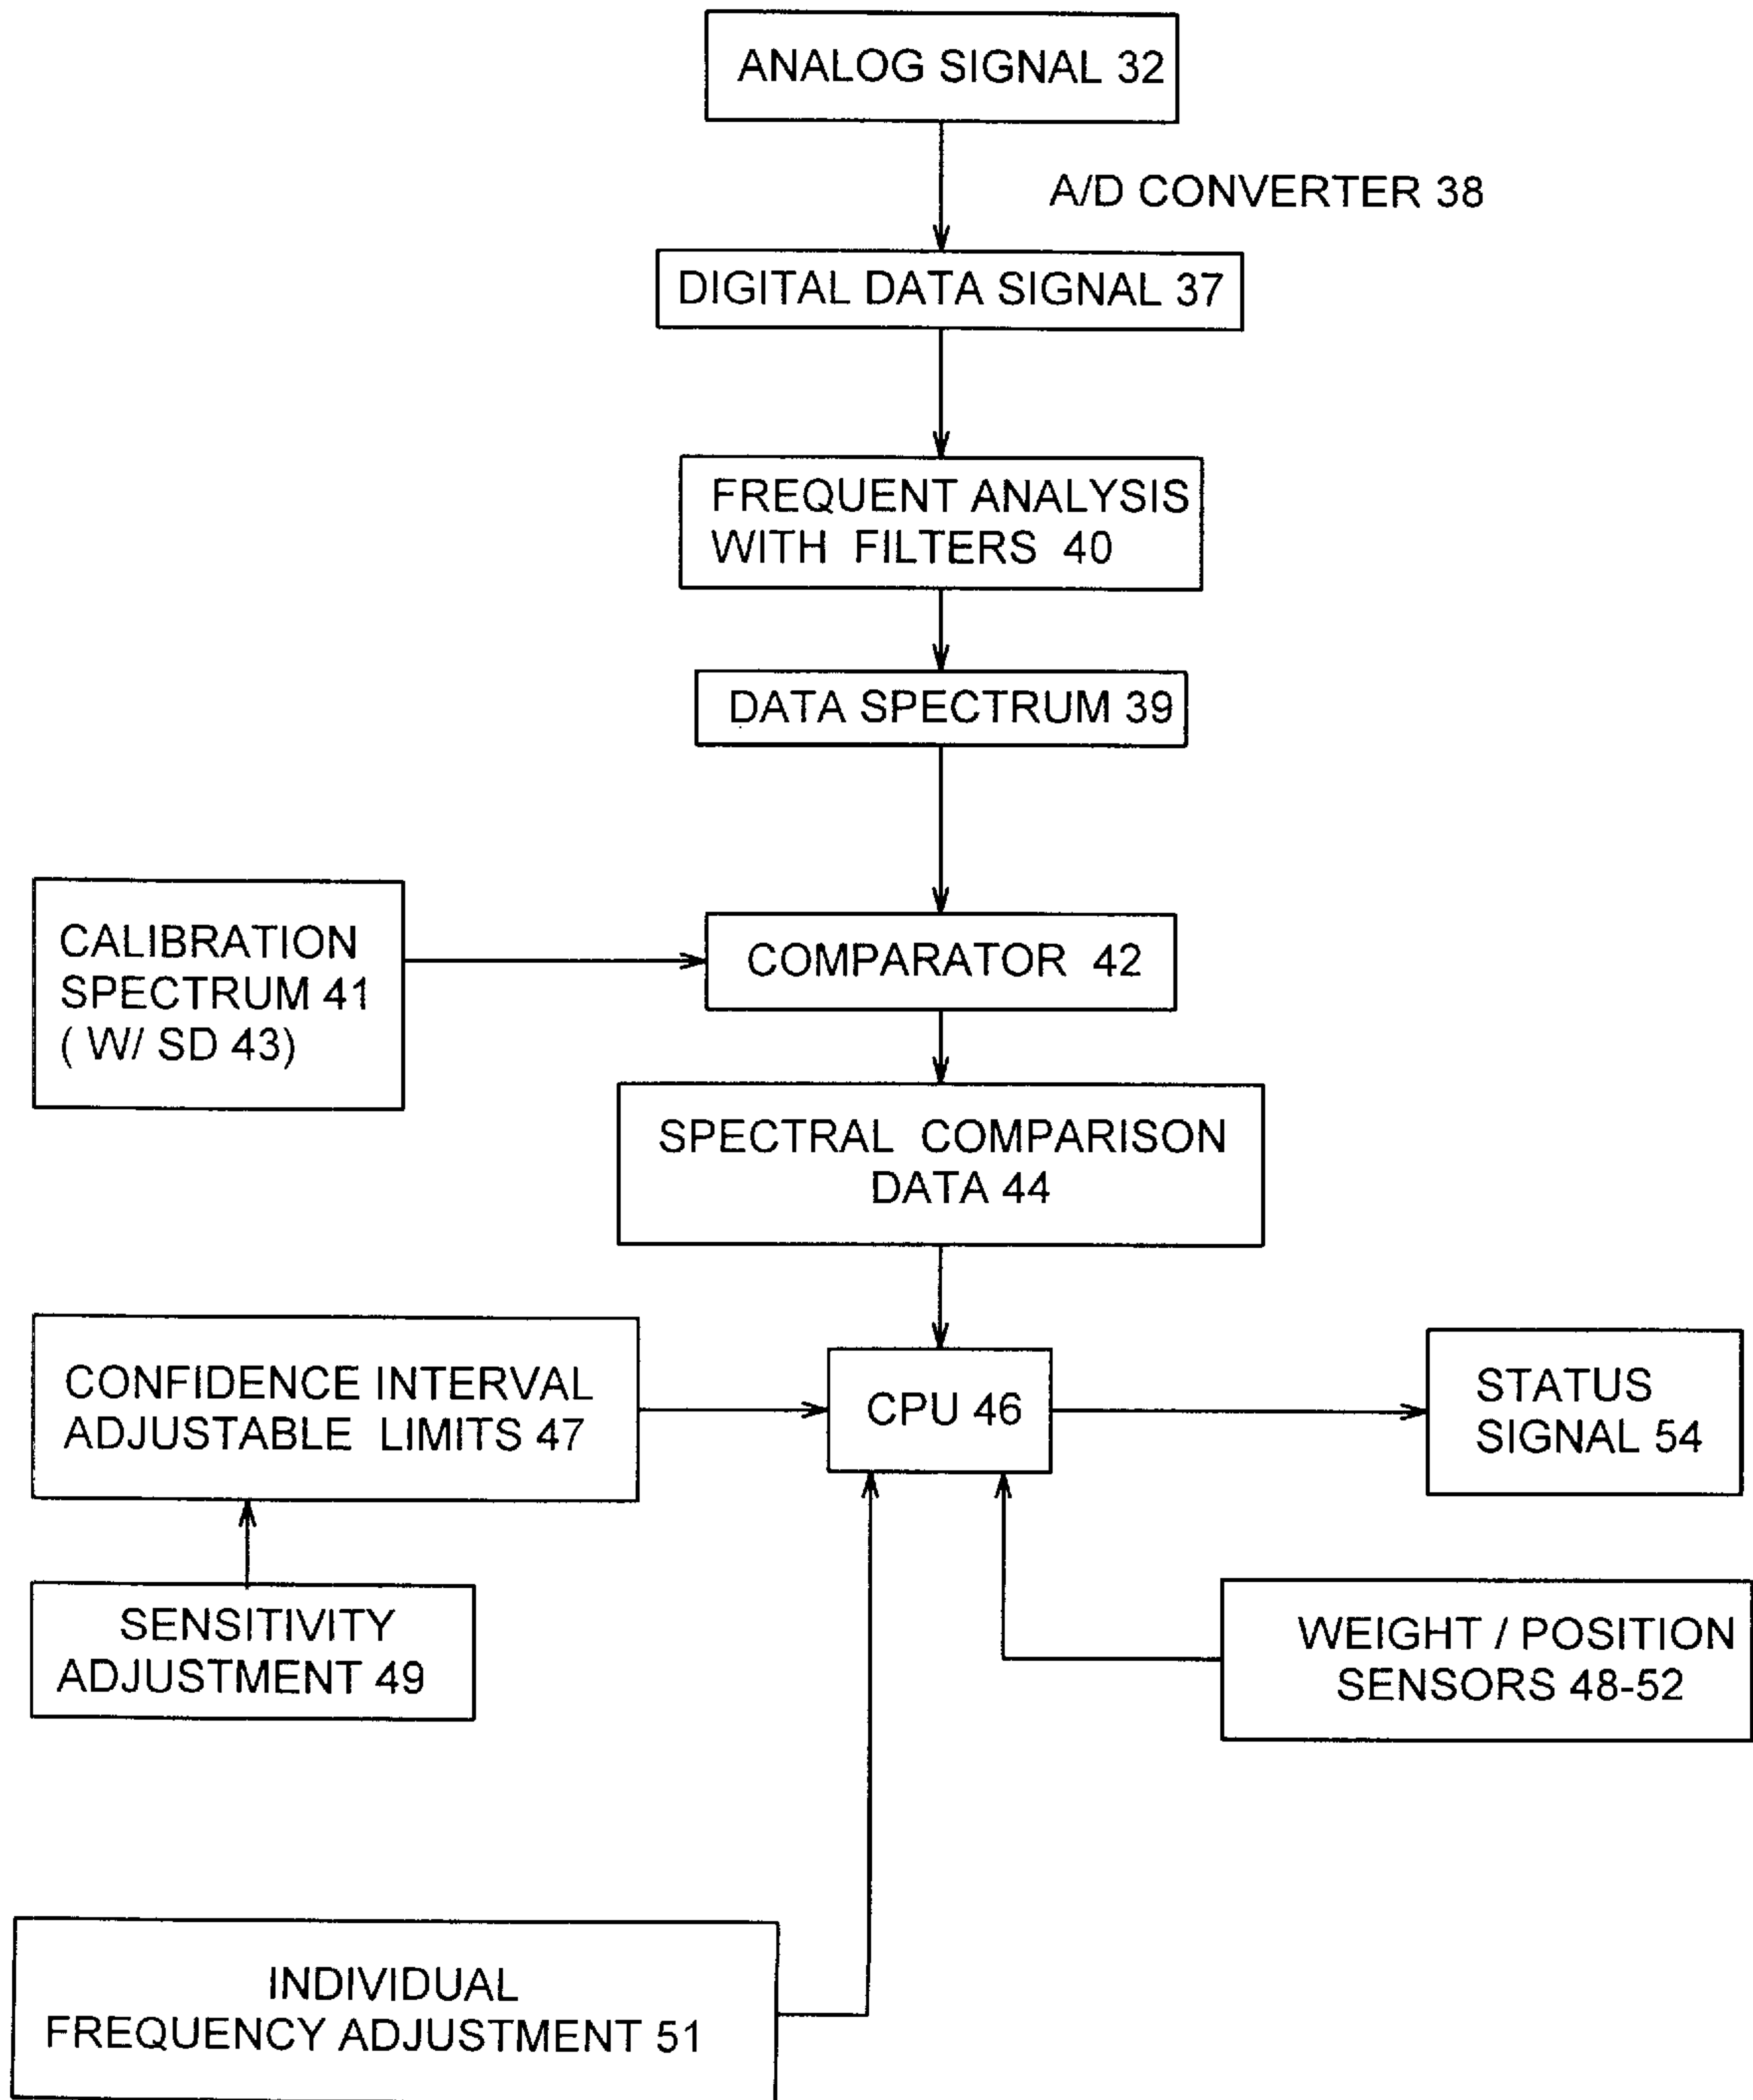 ANALOG SIGNAL 32
A/D CONVERTER 38
DIGITAL DATA SIGNAL 37
FREQUENT ANALYSIS
WITH FILTERS 40
DATA SPECTRUM 39
CALIBRATION
SPECTRUM 41
( W/ SD 43)
COMPARATOR 42
SPECTRAL COMPARISON
DATA 44
CONFIDENCE INTERVAL
ADJUSTABLE LIMITS 47
CPU 46
STATUS
SIGNAL 54
SENSITIVITY
ADJUSTMENT 49
WEIGHT / POSITION
SENSORS 48-52
INDIVIDUAL
FREQUENCY ADJUSTMENT 51